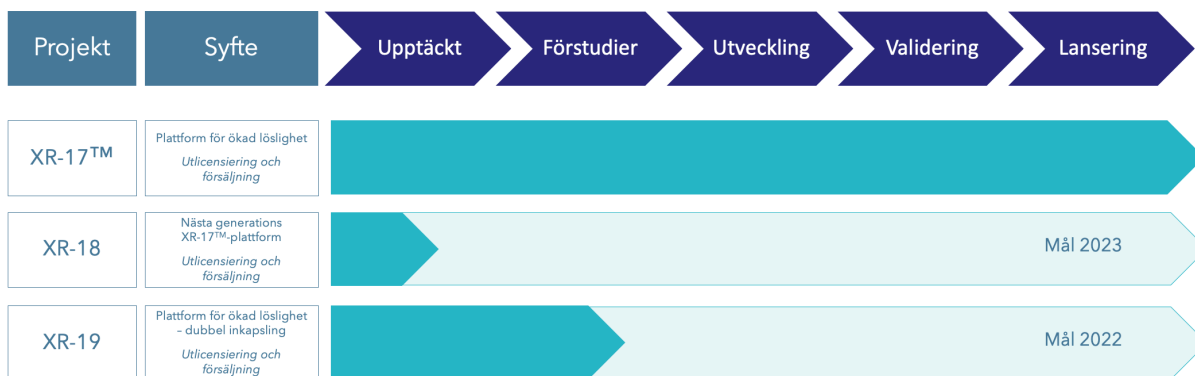 Projekt
Syfte
Upptäckt
Förstudier
Utveckling
Validering
Lansering
XR-17™
Plattform för ökad löslighet
Utlicensiering och
försäljning
XR-18
Nästa generations
XR-17™-plattform
Utlicensiering och
försäljning
Mål 2023
XR-19
Plattform för ökad löslighet
– dubbel inkapsling
Utlicensiering och
försäljning
Mål 2022